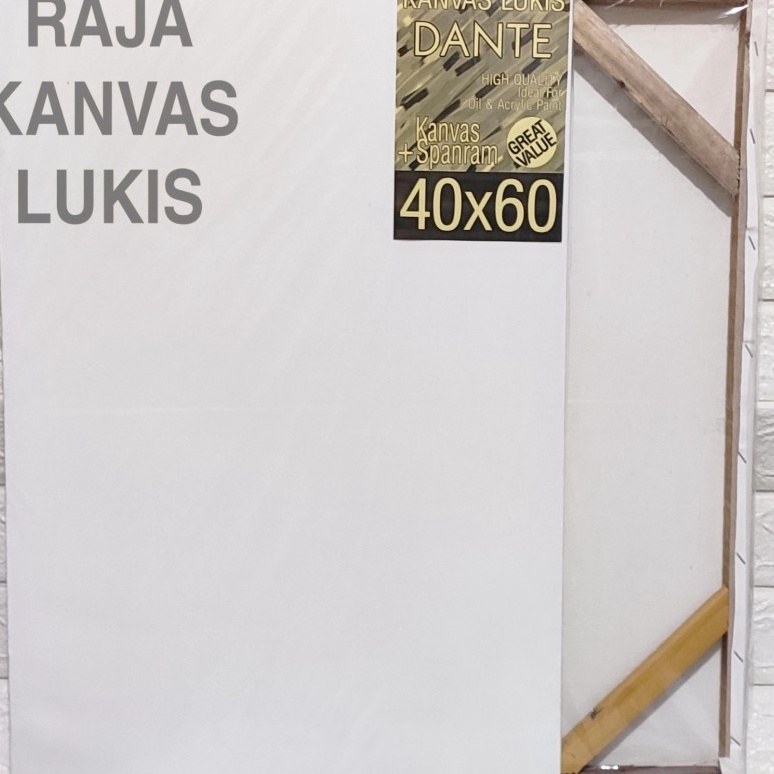 RAJA
KANVAS
LUKIS
KANVAS LUKIS
DANTE
HIGH QUALITY
Ideal For
Oil & Acrylic Paint
Kanvas
+Spanram
GREAT
VALUE
40x60